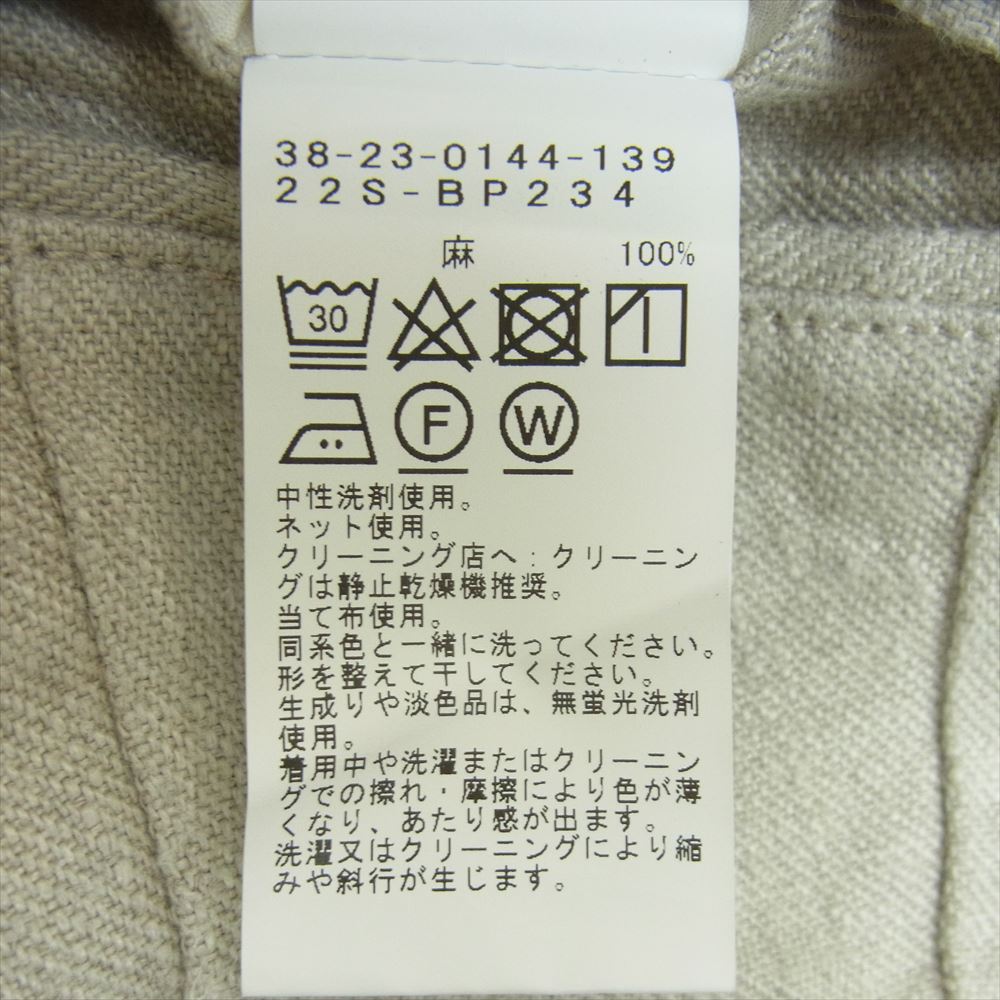 38-23-0144-139
22S-BP234
麻 100%
30
F W
中性洗剤使用。
ネット使用。
クリーニング店へ：クリーニン
グは静止乾燥機推奨。
当て布使用。
同系色と一緒に洗ってください。
形を整えて干してください。
生成りや淡色品は、無蛍光洗剤
使用。
着用中や洗濯またはクリーニン
グでの擦れ・摩擦により色が薄
くなり、あたり感が出ます。
洗濯又はクリーニングにより縮
みや斜行が生じます。